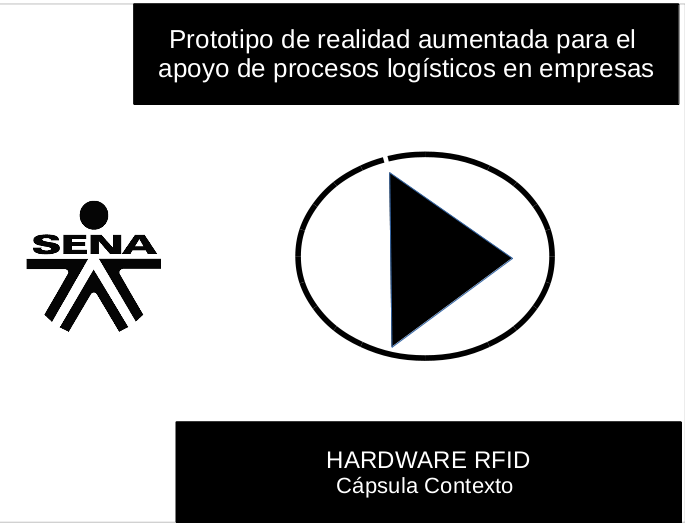 Prototipo de realidad aumentada para el
apoyo de procesos logísticos en empresas
SENA
HARDWARE RFID
Cápsula Contexto